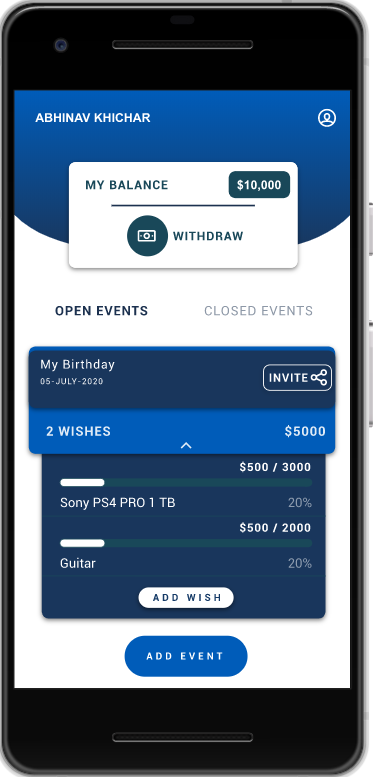 ABHINAV KHICHAR
MY BALANCE $10,000
WITHDRAW
OPEN EVENTS CLOSED EVENTS
My Birthday
05-JULY-2020
INVITE
2 WISHES $5000
$500 / 3000
Sony PS4 PRO 1 TB 20%
$500 / 2000
Guitar 20%
ADD WISH
ADD EVENT